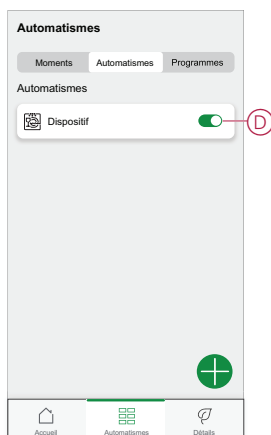 Automatismes
Moments Automatismes Programmes
Automatismes
Dispositif
D
Accueil Automatismes Détails